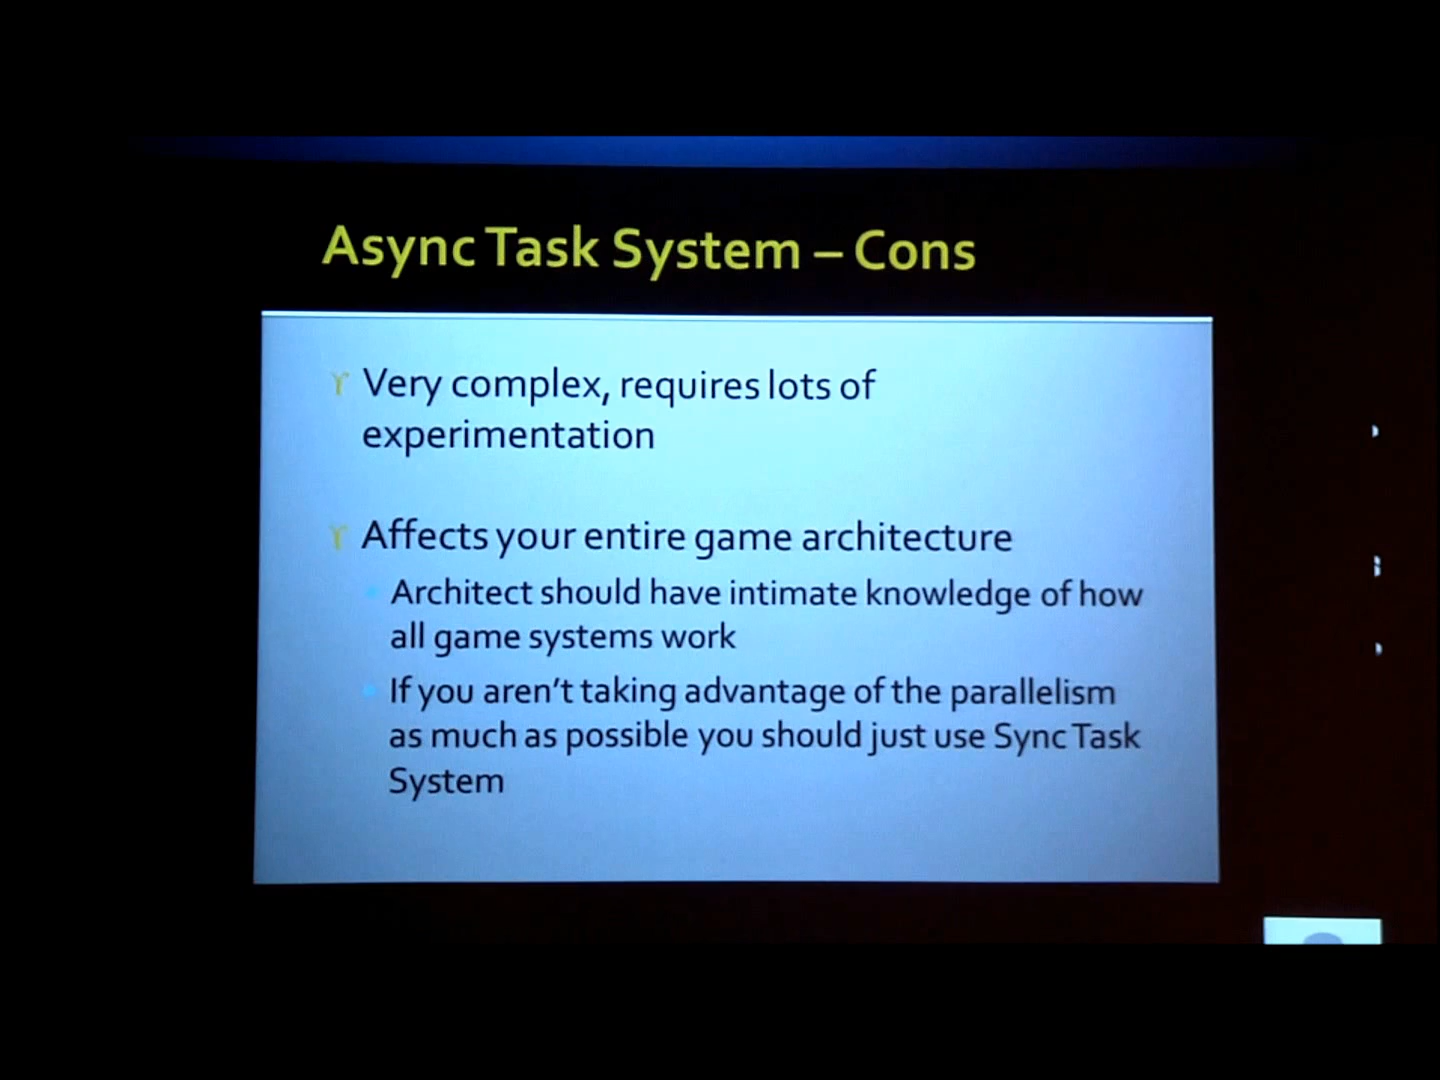 Async Task System – Cons
Very complex, requires lots of
experimentation
Affects your entire game architecture
Architect should have intimate knowledge of how
all game systems work
If you aren't taking advantage of the parallelism
as much as possible you should just use Sync Task
System